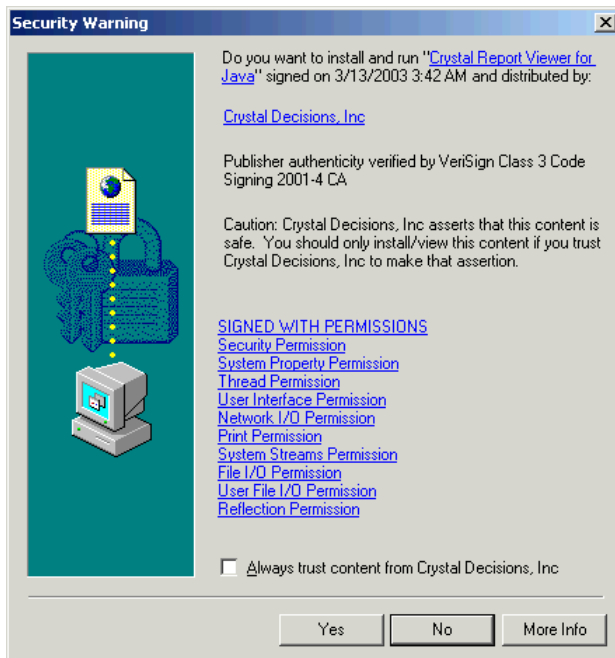 Security Warning
Do you want to install and run "Crystal Report Viewer for
Java" signed on 3/13/2003 3:42 AM and distributed by:
Crystal Decisions, Inc
Publisher authenticity verified by VeriSign Class 3 Code
Signing 2001-4 CA
Caution: Crystal Decisions, Inc asserts that this content is
safe. You should only install/view this content if you trust
Crystal Decisions, Inc to make that assertion.
SIGNED WITH PERMISSIONS
Security Permission
System Property Permission
Thread Permission
User Interface Permission
Network I/O Permission
Print Permission
System Streams Permission
File I/O Permission
User File I/O Permission
Reflection Permission
Always trust content from Crystal Decisions, Inc
Yes No More Info